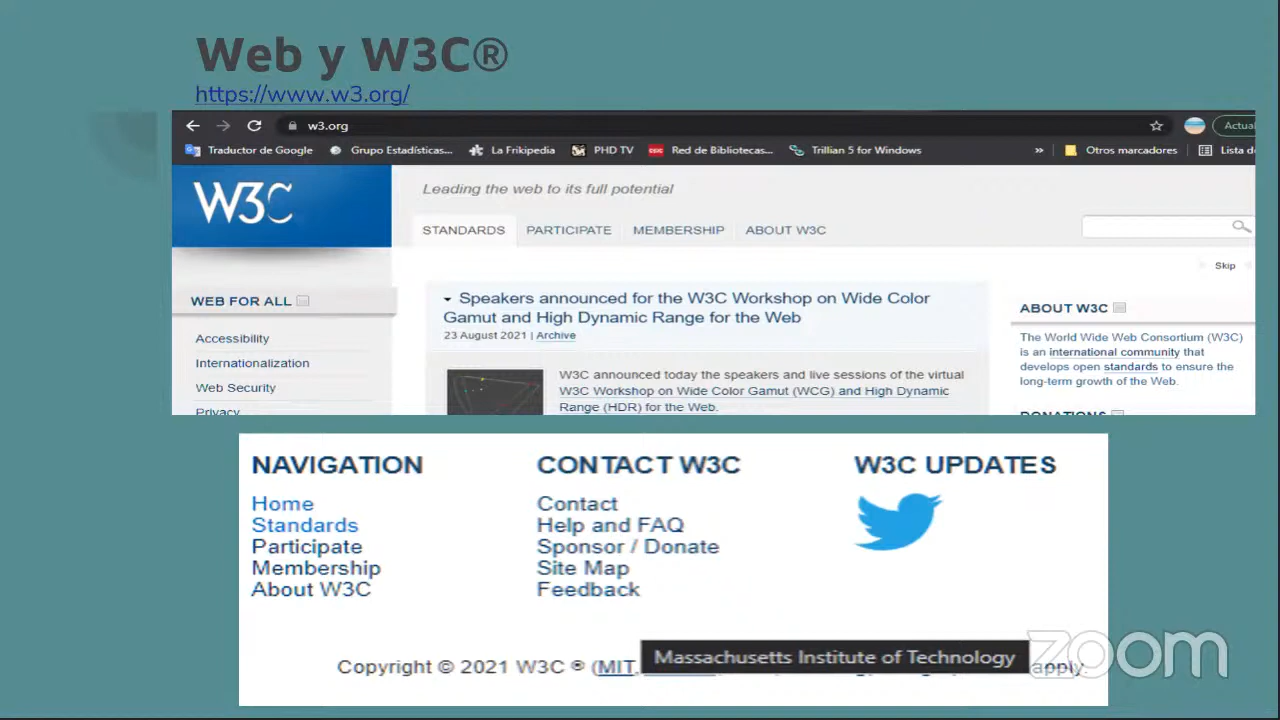 Web y W3C®
https://www.w3.org/
w3.org
Actua
Traductor de Google
Grupo Estadísticas...
La Frikipedia
PHD TV
Red de Bibliotecas...
Trillian 5 for Windows
»
Otros marcadores
Lista de
W3C
Leading the web to its full potential
STANDARDS
PARTICIPATE
MEMBERSHIP
ABOUT W3C
Skip
WEB FOR ALL
Accessibility
Internationalization
Web Security
Privacy
Speakers announced for the W3C Workshop on Wide Color
Gamut and High Dynamic Range for the Web
23 August 2021 | Archive
W3C announced today the speakers and live sessions of the virtual
W3C Workshop on Wide Color Gamut (WCG) and High Dynamic
Range (HDR) for the Web.
ABOUT W3C
The World Wide Web Consortium (W3C)
is an international community that
develops open standards to ensure the
long-term growth of the Web.
DONATIONS
NAVIGATION
Home
Standards
Participate
Membership
About W3C
CONTACT W3C
Contact
Help and FAQ
Sponsor / Donate
Site Map
Feedback
W3C UPDATES
Massachusetts Institute of Technology
Copyright © 2021 W3C ® (MIT, apply.
zoom